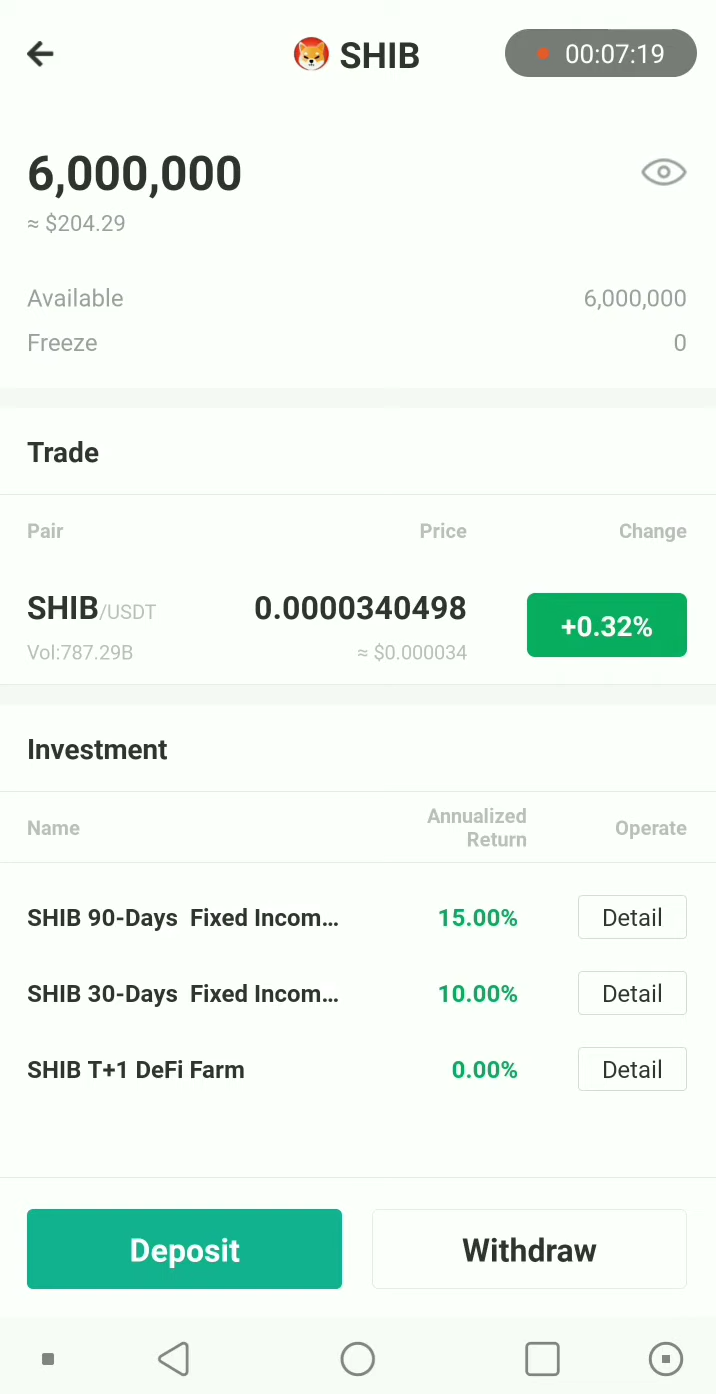 SHIB
00:07:19
6,000,000
≈ $204.29
Available 6,000,000
Freeze 0
Trade
Pair Price Change
SHIB/USDT 0.0000340498 +0.32%
Vol:787.29B ≈ $0.000034
Investment
Name Annualized Return Operate
SHIB 90-Days Fixed Incom... 15.00% Detail
SHIB 30-Days Fixed Incom... 10.00% Detail
SHIB T+1 DeFi Farm 0.00% Detail
Deposit Withdraw